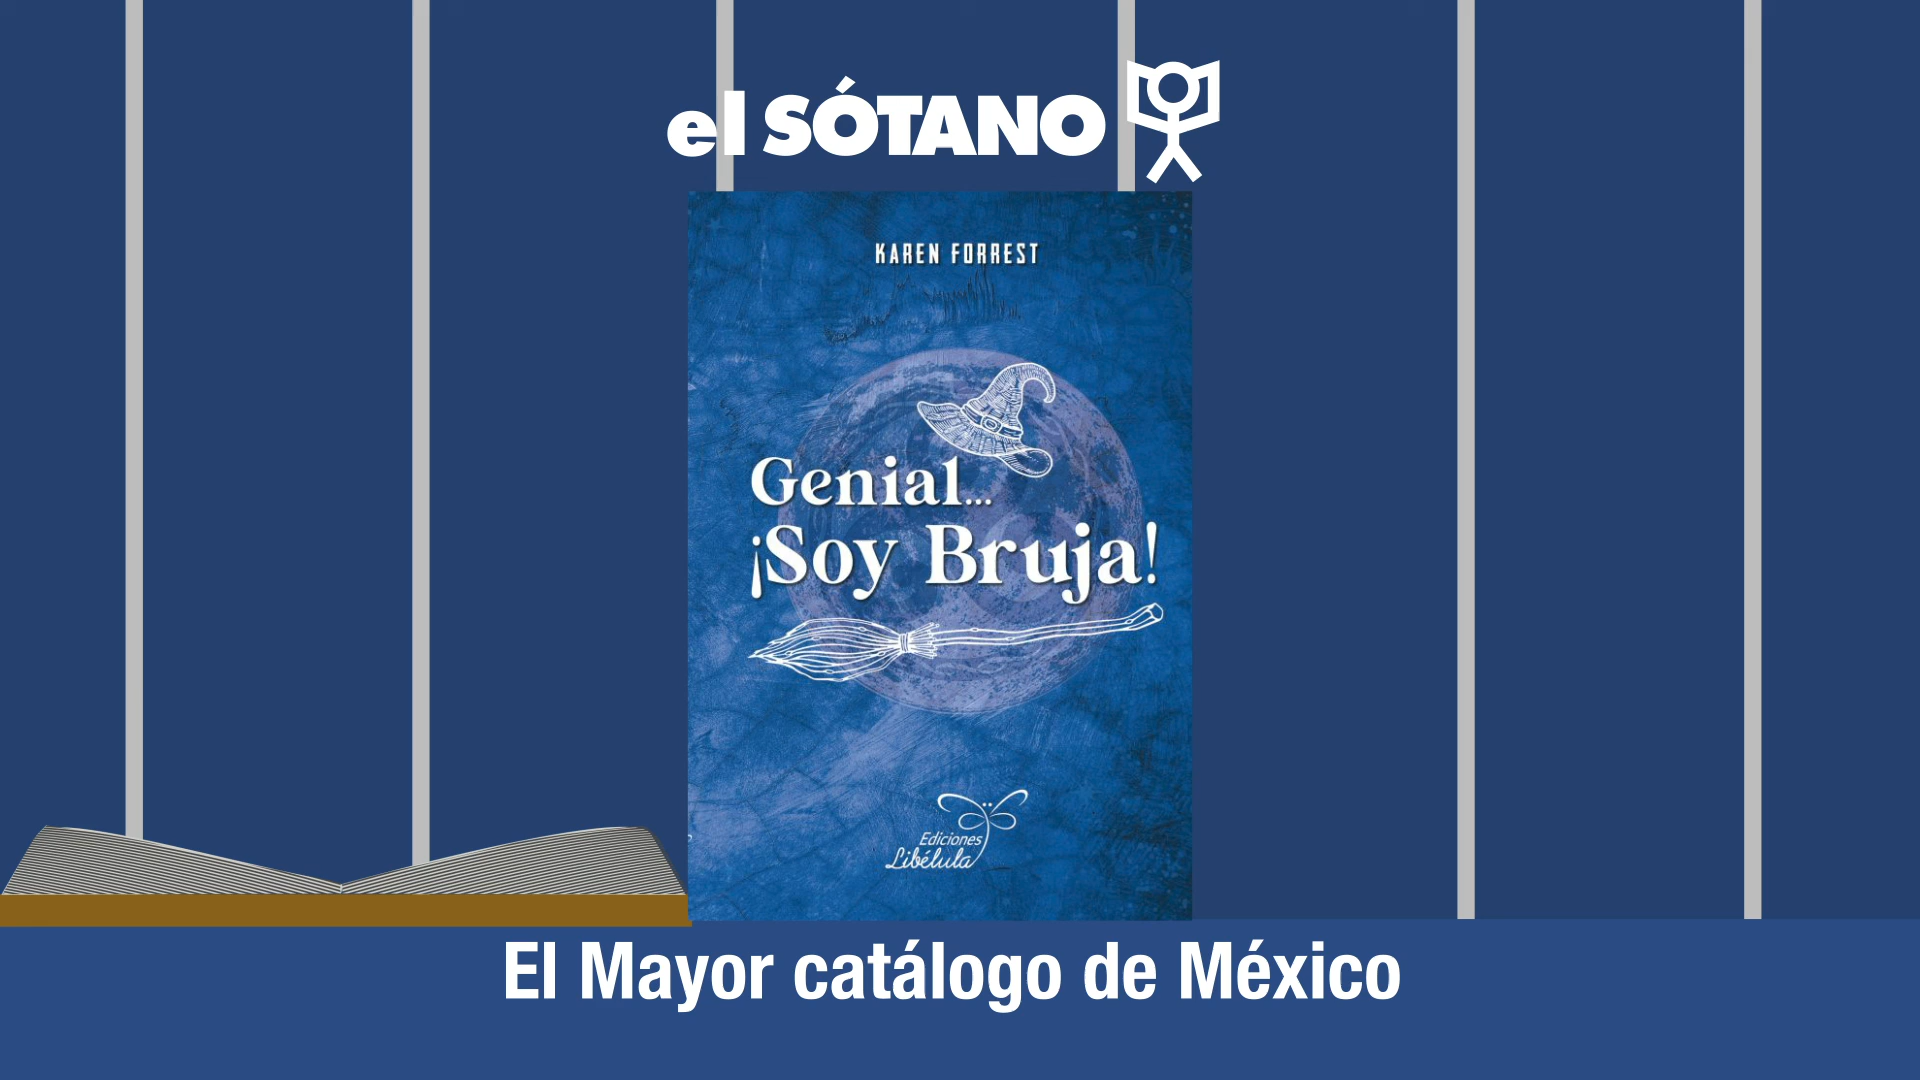 el SÓTANO
KAREN FORREST
Genial...
¡Soy Bruja!
Ediciones
Libélula
El Mayor catálogo de México